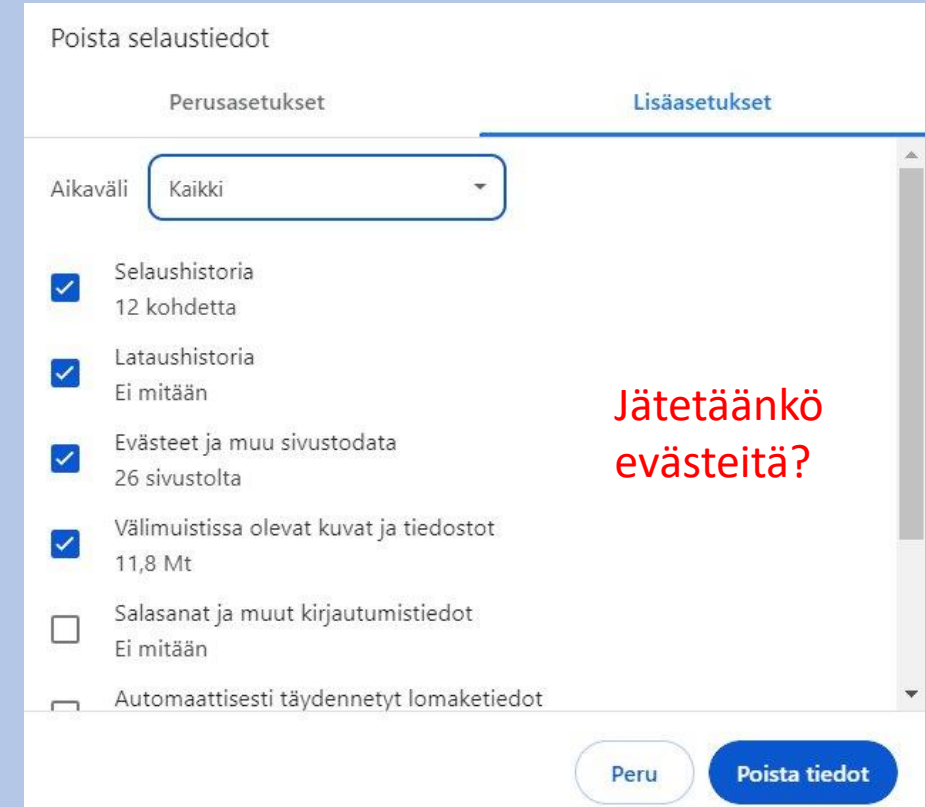 Poista selaustiedot
Perusasetukset
Lisäasetukset
Aikaväli
Kaikki
Selaushistoria
12 kohdetta
Lataushistoria
Ei mitään
Jätetäänkö
evästeitä?
Evästeet ja muu sivustodata
26 sivustolta
Välimuistissa olevat kuvat ja tiedostot
11,8 Mt
Salasanat ja muut kirjautumistiedot
Ei mitään
Automaattisesti täydennetyt lomaketiedot
Peru
Poista tiedot